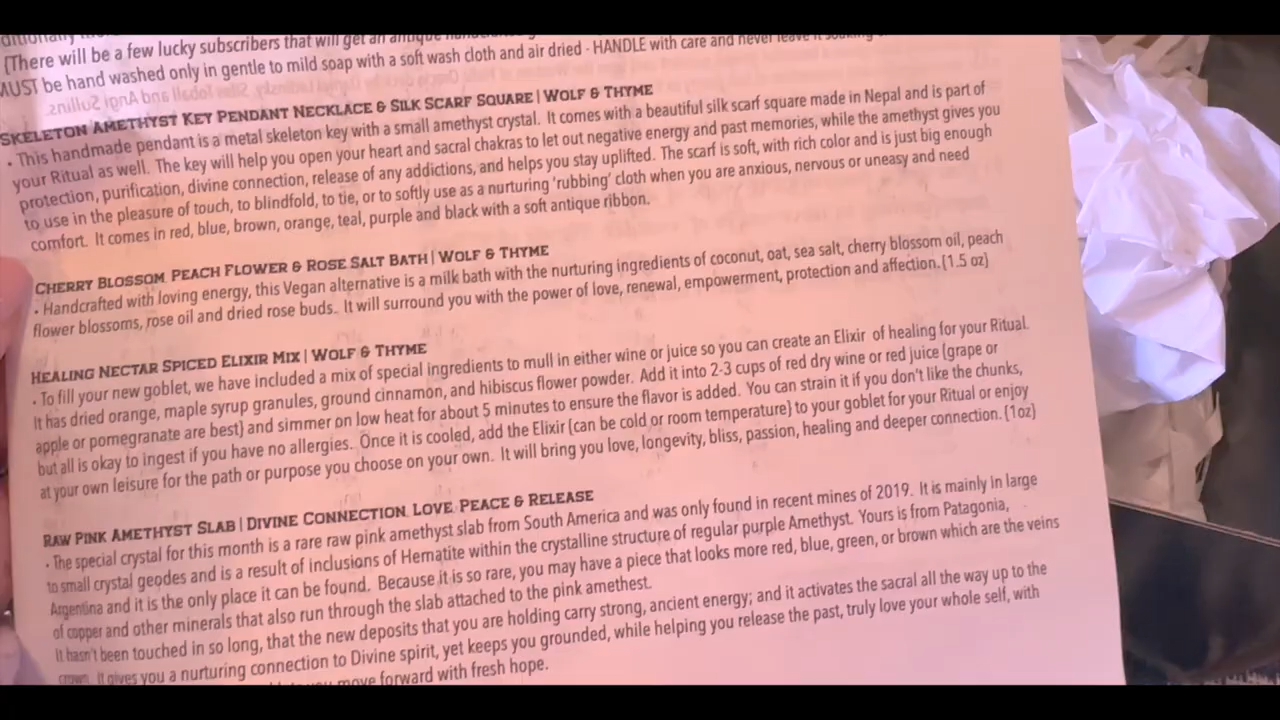 [There will be a few lucky subscribers that will get an antique
MUST be hand washed only in gentle to mild soap with a soft wash cloth and air dried - HANDLE with care and never leave it
SKELETON AMETHYST KEY PENDANT NECKLACE & SILK SCARF SQUARE | WOLF & THYME
• This handmade pendant is a metal skeleton key with a small amethyst crystal. It comes with a beautiful silk scarf square made in Nepal and is part of
your Ritual as well. The key will help you open your heart and sacral chakras to let out negative energy and past memories, while the amethyst gives you
protection, purification, divine connection, release of any addictions, and helps you stay uplifted. The scarf is soft, with rich color and is just big enough
to use in the pleasure of touch, to blindfold, to tie, or to softly use as a nurturing 'rubbing' cloth when you are anxious, nervous or uneasy and need
comfort. It comes in red, blue, brown, orange, teal, purple and black with a soft antique ribbon.
CHERRY BLOSSOM, PEACH FLOWER & ROSE SALT BATH | WOLF & THYME
• Handcrafted with loving energy, this Vegan alternative is a milk bath with the nurturing ingredients of coconut, oat, sea salt, cherry blossom oil, peach
flower blossoms, rose oil and dried rose buds. It will surround you with the power of love, renewal, empowerment, protection and affection. [1.5 oz]
HEALING NECTAR SPICED ELIXIR MIX | WOLF & THYME
• To fill your new goblet, we have included a mix of special ingredients to mull in either wine or juice so you can create an Elixir of healing for your Ritual.
It has dried orange, maple syrup granules, ground cinnamon, and hibiscus flower powder. Add it into 2-3 cups of red dry wine or red juice [grape or
apple or pomegranate are best] and simmer on low heat for about 5 minutes to ensure the flavor is added. You can strain it if you don't like the chunks,
but all is okay to ingest if you have no allergies. Once it is cooled, add the Elixir [can be cold or room temperature] to your goblet for your Ritual or enjoy
at your own leisure for the path or purpose you choose on your own. It will bring you love, longevity, bliss, passion, healing and deeper connection. [1oz]
RAW PINK AMETHYST SLAB | DIVINE CONNECTION, LOVE, PEACE & RELEASE
• The special crystal for this month is a rare raw pink amethyst slab from South America and was only found in recent mines of 2019. It is mainly in large
to small crystal geodes and is a result of inclusions of Hematite within the crystalline structure of regular purple Amethyst. Yours is from Patagonia,
Argentina and it is the only place it can be found. Because it is so rare, you may have a piece that looks more red, blue, green, or brown which are the veins
of copper and other minerals that also run through the slab attached to the pink amethest.
It hasn't been touched in so long, that the new deposits that you are holding carry strong, ancient energy; and it activates the sacral all the way up to the
crown. It gives you a nurturing connection to Divine spirit, yet keeps you grounded, while helping you release the past, truly love your whole self, with
you move forward with fresh hope.